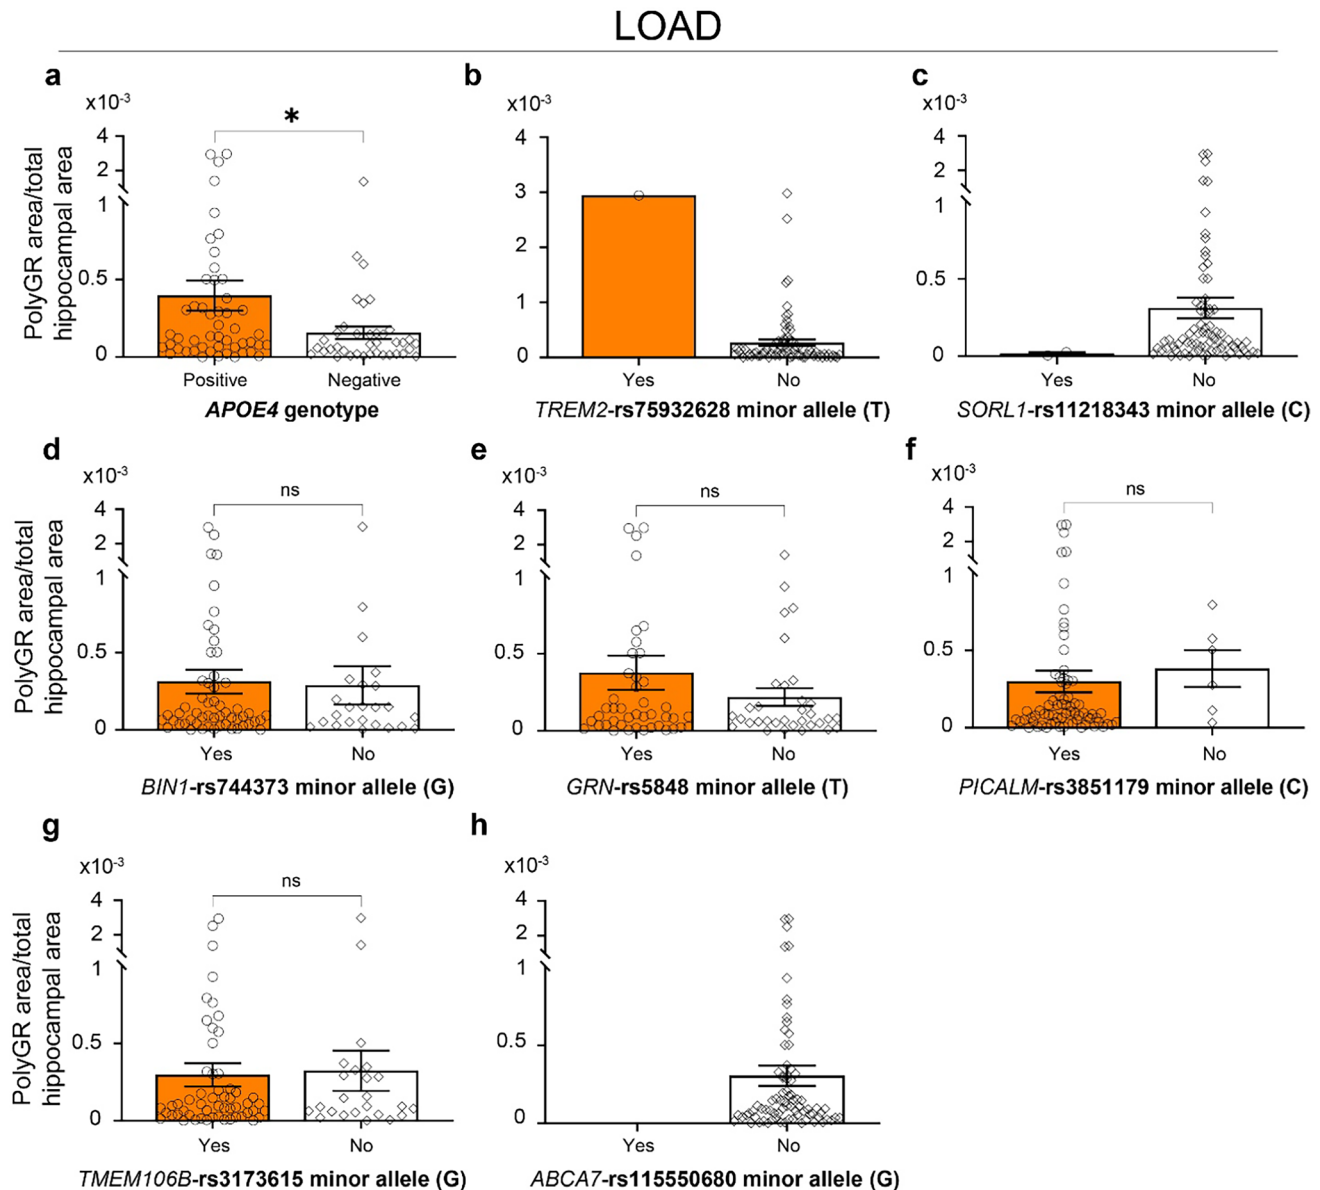 LOAD
a
x10-3
*
PolyGR area/total
hippocampal area
4
2
1
0.5
0
Positive
Negative
APOE4 genotype
b
x10-3
4
3
2
1
0
Yes
No
TREM2-rs75932628 minor allele (T)
c
x10-3
4
2
1
0.5
0
Yes
No
SORL1-rs11218343 minor allele (C)
d
x10-3
ns
PolyGR area/total
hippocampal area
4
2
1
0.5
0
Yes
No
BIN1-rs744373 minor allele (G)
e
x10-3
ns
4
2
1
0.5
0
Yes
No
GRN-rs5848 minor allele (T)
f
x10-3
ns
4
2
1
0.5
0
Yes
No
PICALM-rs3851179 minor allele (C)
g
x10-3
ns
PolyGR area/total
hippocampal area
4
2
1
0.5
0
Yes
No
TMEM106B-rs3173615 minor allele (G)
h
x10-3
4
2
1
0.5
0
Yes
No
ABCA7-rs115550680 minor allele (G)